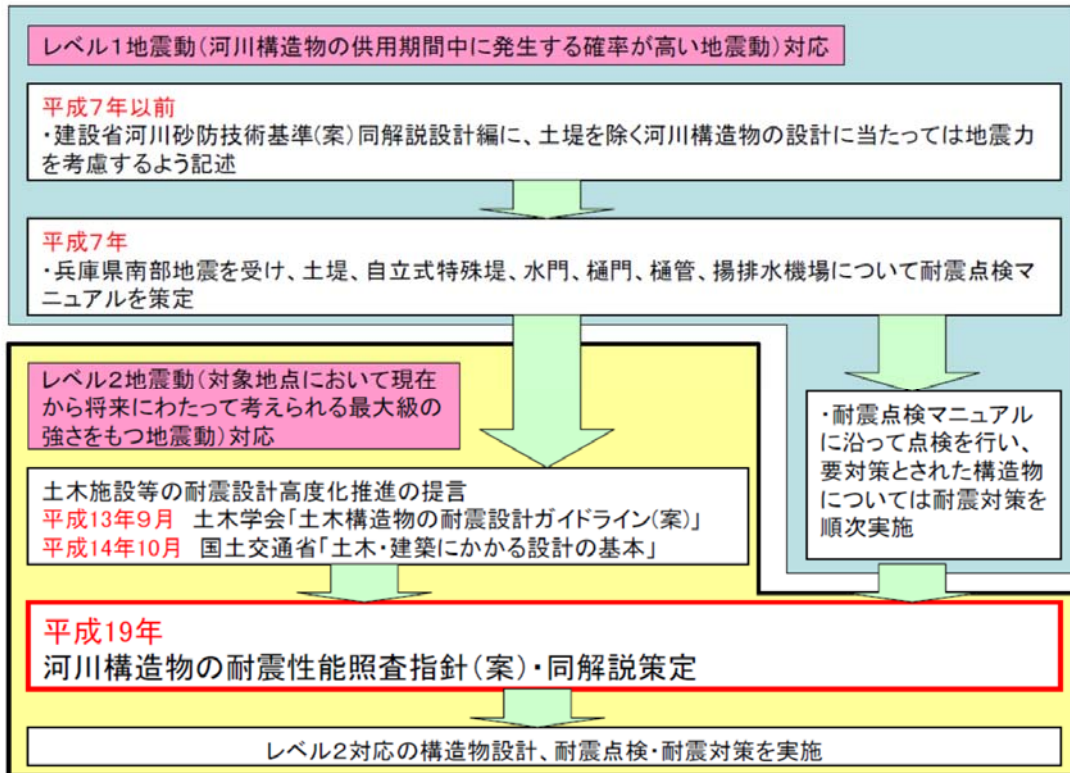 レベル1地震動(河川構造物の供用期間中に発生する確率が高い地震動)対応
平成7年以前
・建設省河川砂防技術基準(案)同解説設計編に、土堤を除く河川構造物の設計に当たっては地震力
を考慮するよう記述
平成7年
・兵庫県南部地震を受け、土堤、自立式特殊堤、水門、樋門、樋管、揚排水機場について耐震点検マ
ニュアルを策定
レベル2地震動(対象地点において現在
から将来にわたって考えられる最大級の
強さをもつ地震動)対応
・耐震点検マニュアル
に沿って点検を行い、
要対策とされた構造物
については耐震対策を
順次実施
土木施設等の耐震設計高度化推進の提言
平成13年9月 土木学会「土木構造物の耐震設計ガイドライン(案)」
平成14年10月 国土交通省「土木・建築にかかる設計の基本」
平成19年
河川構造物の耐震性能照査指針(案)・同解説策定
レベル2対応の構造物設計、耐震点検・耐震対策を実施